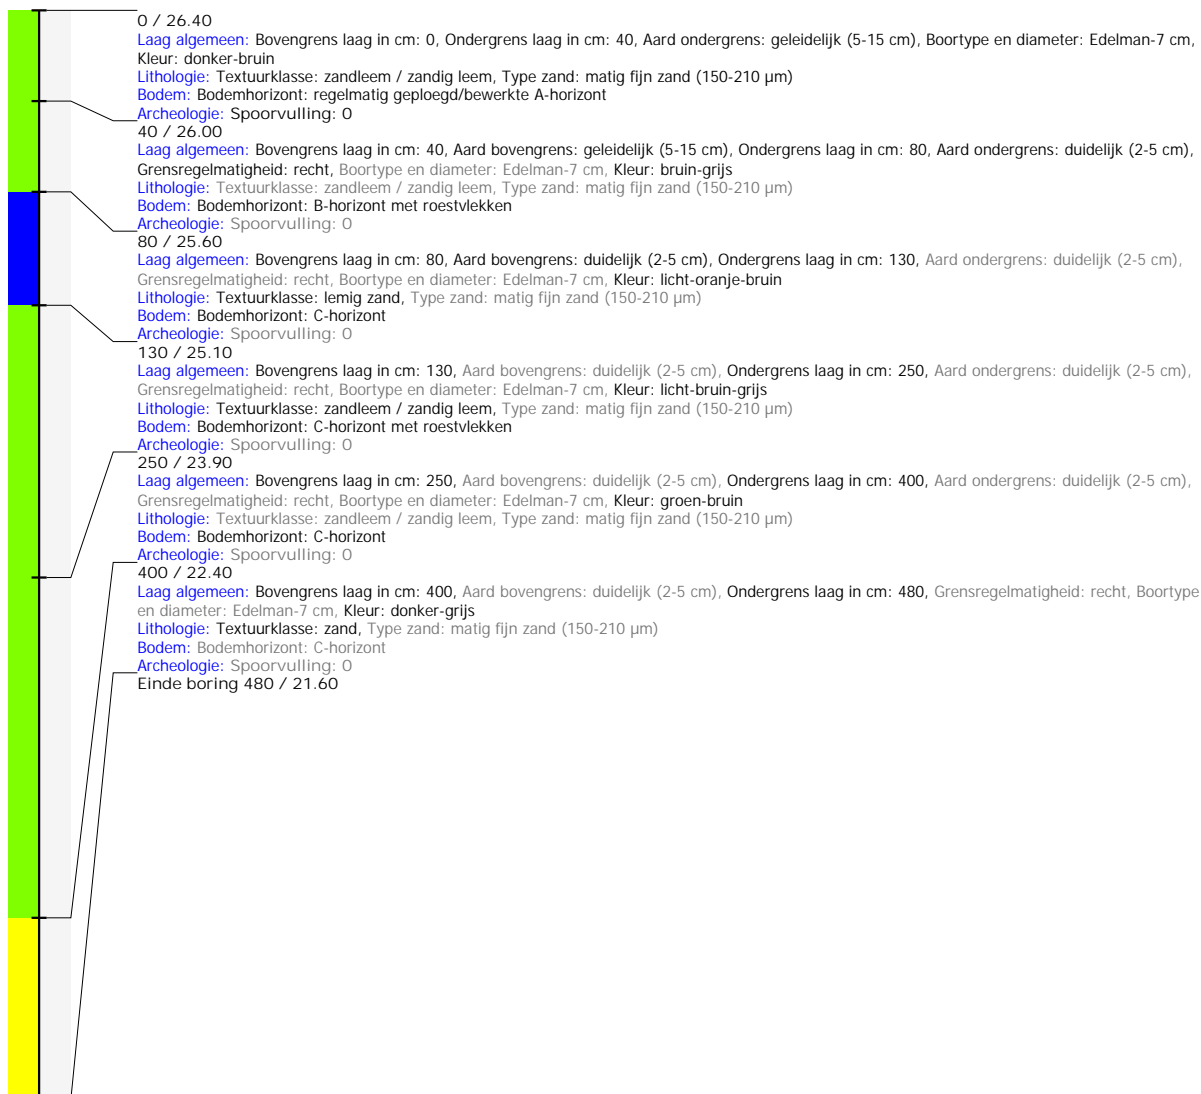 0 / 26.40
Laag algemeen: Bovengrens laag in cm: 0, Ondergrens laag in cm: 40, Aard ondergrens: geleidelijk (5-15 cm), Boortype en diameter: Edelman-7 cm,
Kleur: donker-bruin
Lithologie: Textuurklasse: zandleem / zandig leem, Type zand: matig fijn zand (150-210 µm)
Bodem: Bodemhorizont: regelmatig geploegd/bewerkte A-horizont
Archeologie: Spoorvulling: 0
40 / 26.00
Laag algemeen: Bovengrens laag in cm: 40, Aard bovengrens: geleidelijk (5-15 cm), Ondergrens laag in cm: 80, Aard ondergrens: duidelijk (2-5 cm),
Grensregelmatigheid: recht, Boortype en diameter: Edelman-7 cm, Kleur: bruin-grijs
Lithologie: Textuurklasse: zandleem / zandig leem, Type zand: matig fijn zand (150-210 µm)
Bodem: Bodemhorizont: B-horizont met roestvlekken
Archeologie: Spoorvulling: 0
80 / 25.60
Laag algemeen: Bovengrens laag in cm: 80, Aard bovengrens: duidelijk (2-5 cm), Ondergrens laag in cm: 130, Aard ondergrens: duidelijk (2-5 cm),
Grensregelmatigheid: recht, Boortype en diameter: Edelman-7 cm, Kleur: licht-oranje-bruin
Lithologie: Textuurklasse: lemig zand, Type zand: matig fijn zand (150-210 µm)
Bodem: Bodemhorizont: C-horizont
Archeologie: Spoorvulling: 0
130 / 25.10
Laag algemeen: Bovengrens laag in cm: 130, Aard bovengrens: duidelijk (2-5 cm), Ondergrens laag in cm: 250, Aard ondergrens: duidelijk (2-5 cm),
Grensregelmatigheid: recht, Boortype en diameter: Edelman-7 cm, Kleur: licht-bruin-grijs
Lithologie: Textuurklasse: zandleem / zandig leem, Type zand: matig fijn zand (150-210 µm)
Bodem: Bodemhorizont: C-horizont met roestvlekken
Archeologie: Spoorvulling: 0
250 / 23.90
Laag algemeen: Bovengrens laag in cm: 250, Aard bovengrens: duidelijk (2-5 cm), Ondergrens laag in cm: 400, Aard ondergrens: duidelijk (2-5 cm),
Grensregelmatigheid: recht, Boortype en diameter: Edelman-7 cm, Kleur: groen-bruin
Lithologie: Textuurklasse: zandleem / zandig leem, Type zand: matig fijn zand (150-210 µm)
Bodem: Bodemhorizont: C-horizont
Archeologie: Spoorvulling: 0
400 / 22.40
Laag algemeen: Bovengrens laag in cm: 400, Aard bovengrens: duidelijk (2-5 cm), Ondergrens laag in cm: 480, Grensregelmatigheid: recht, Boortype
en diameter: Edelman-7 cm, Kleur: donker-grijs
Lithologie: Textuurklasse: zand, Type zand: matig fijn zand (150-210 µm)
Bodem: Bodemhorizont: C-horizont
Archeologie: Spoorvulling: 0
Einde boring 480 / 21.60